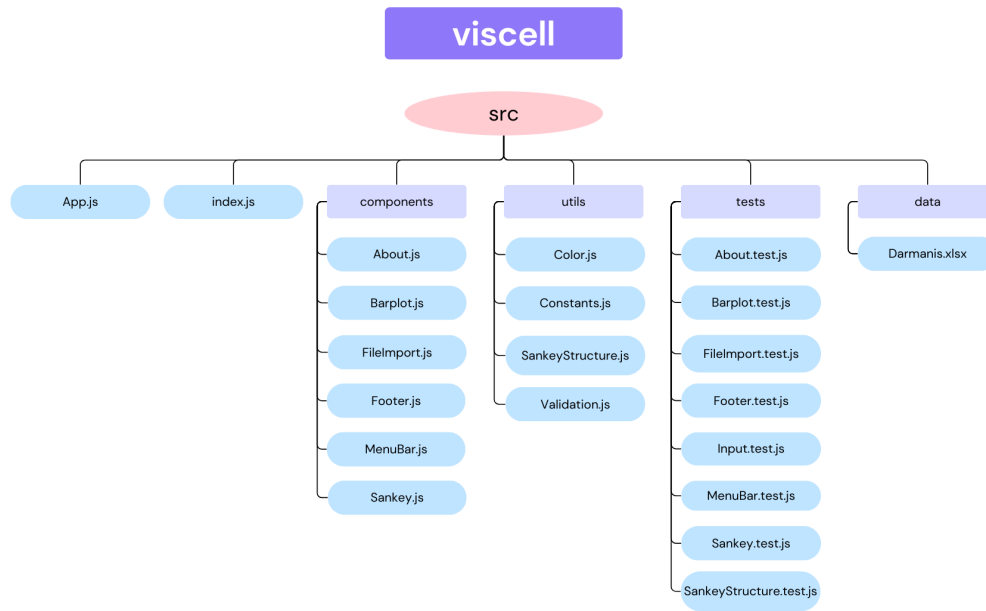 viscell
src
App.js
index.js
components
utils
tests
data
About.js
Color.js
About.test.js
Darmanis.xlsx
Barplot.js
Constants.js
Barplot.test.js
FileImport.js
SankeyStructure.js
FileImport.test.js
Footer.js
Validation.js
Footer.test.js
MenuBar.js
Input.test.js
Sankey.js
MenuBar.test.js
Sankey.test.js
SankeyStructure.test.js